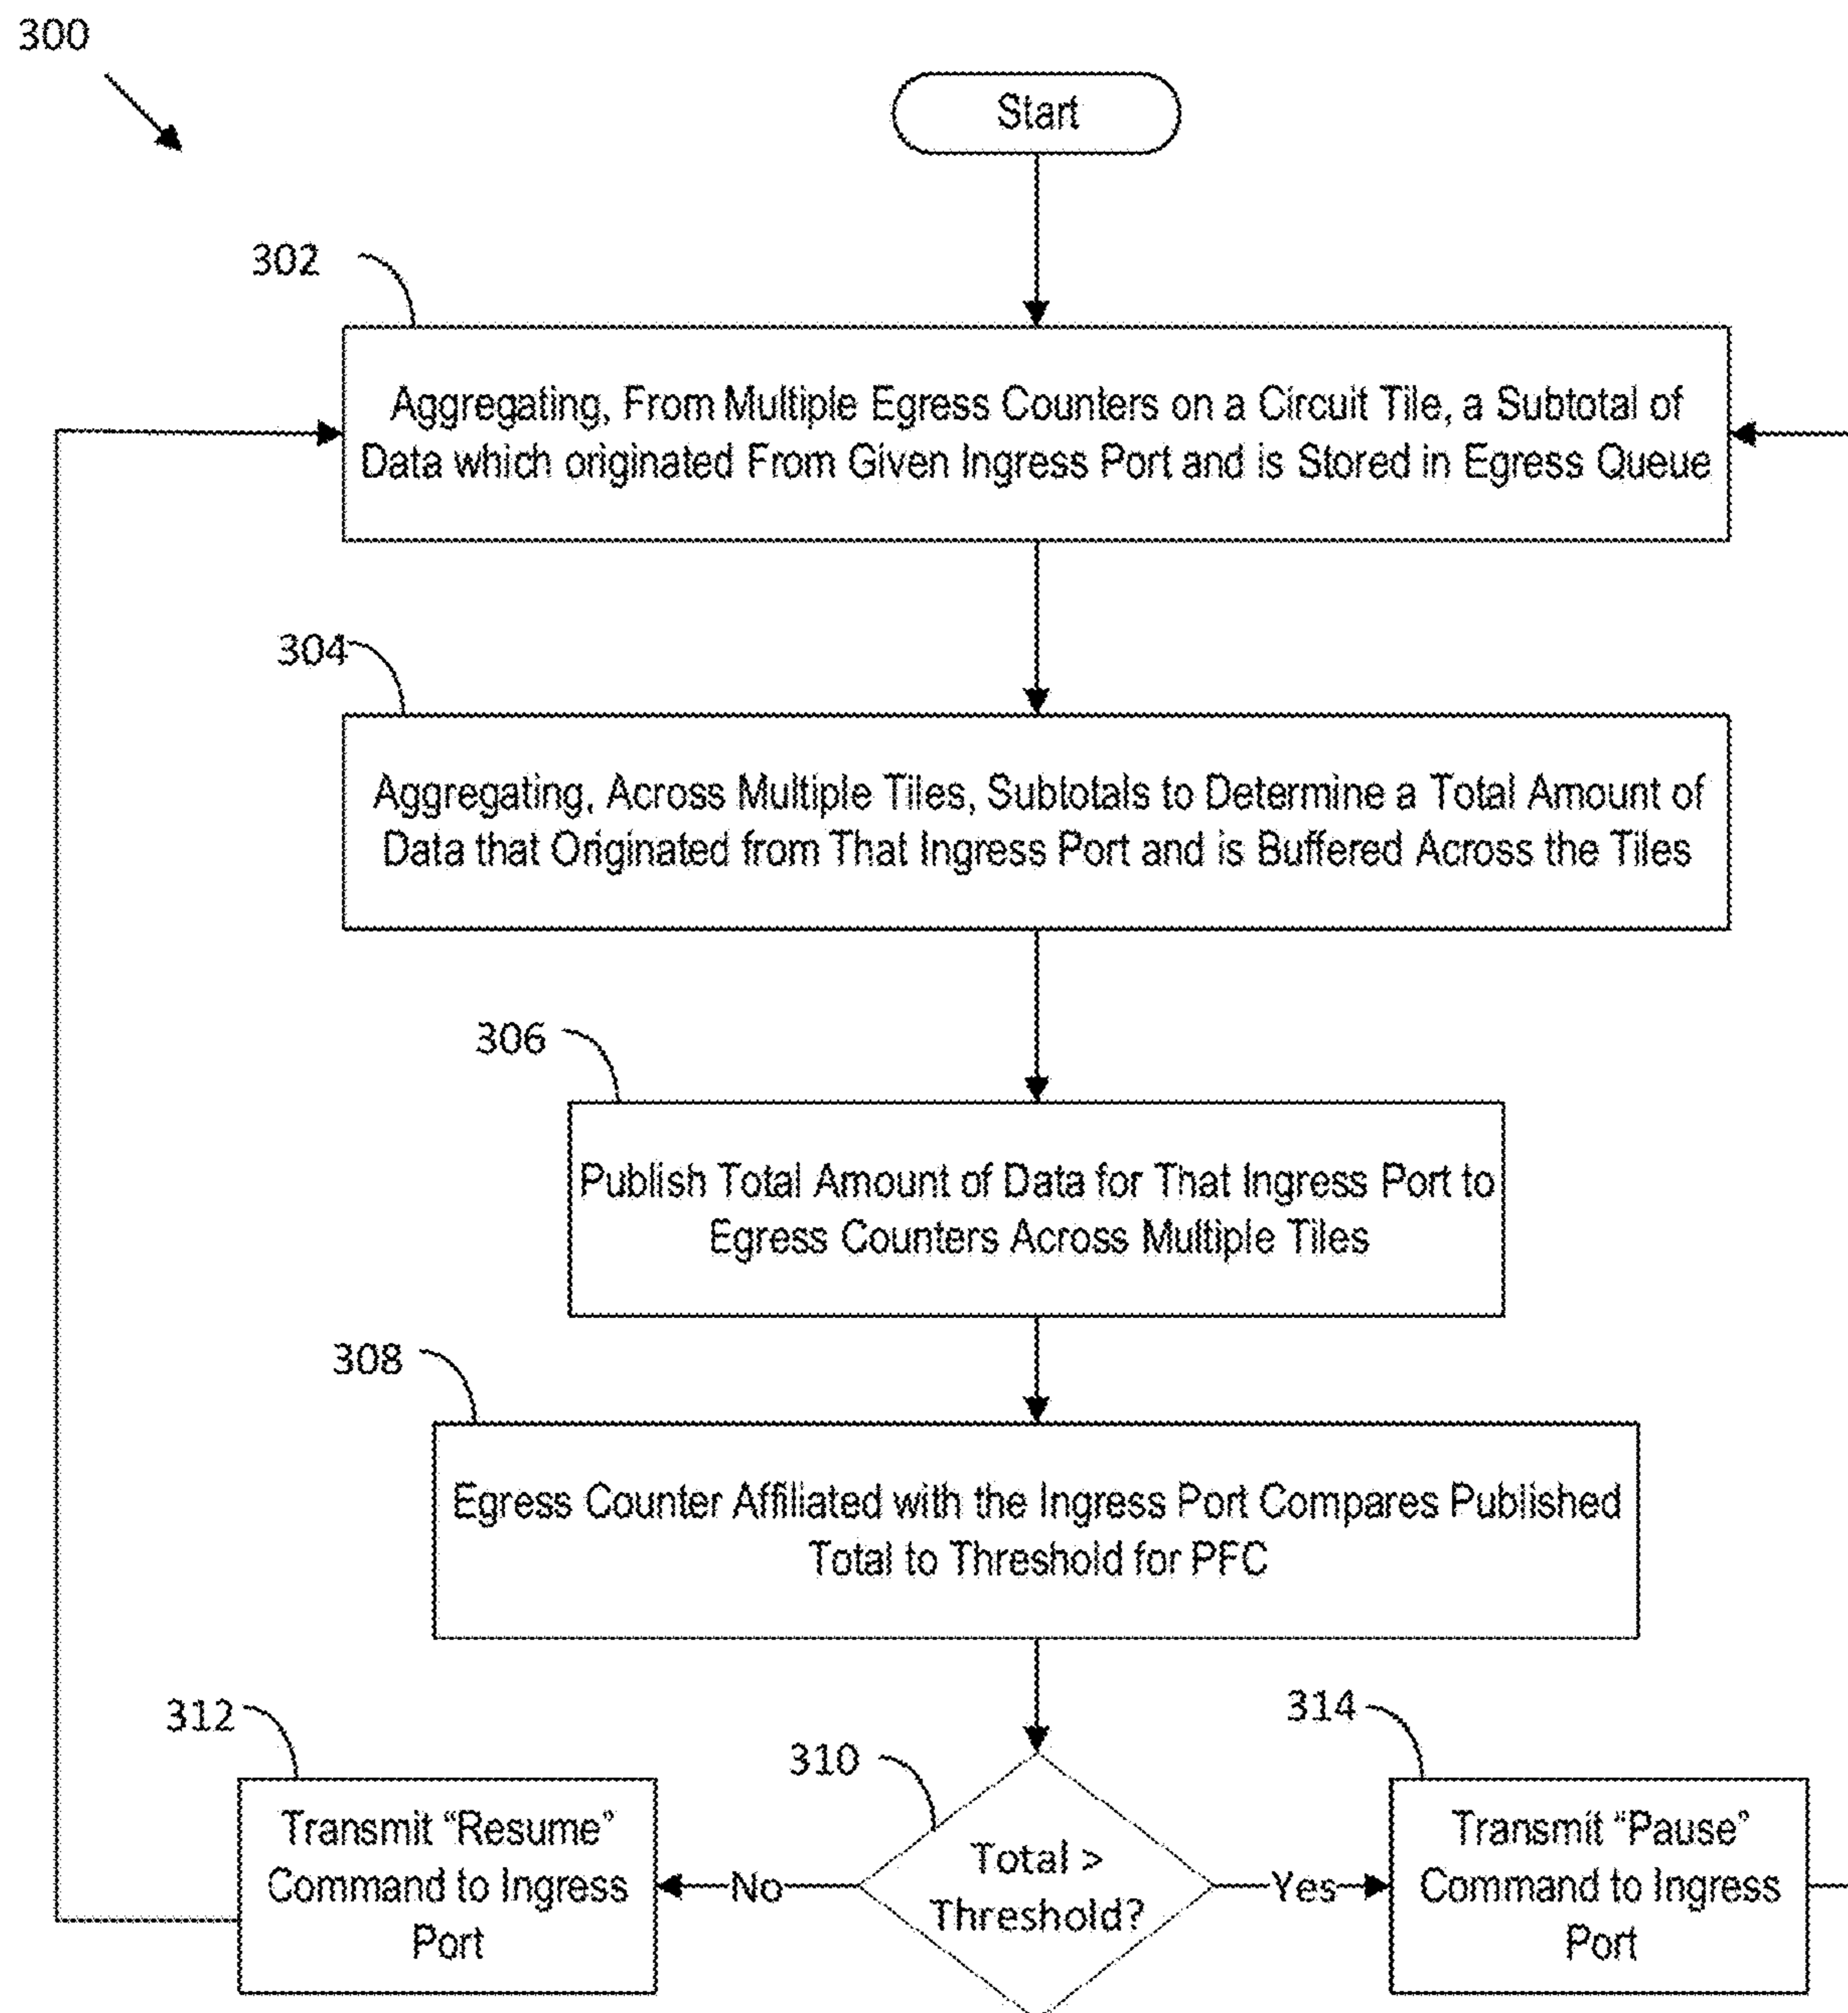 300
Start
302
Aggregating, From Multiple Egress Counters on a Circuit Tile, a Subtotal of
Data which originated From Given Ingress Port and is Stored in Egress Queue
304
Aggregating, Across Multiple Tiles, Subtotals to Determine a Total Amount of
Data that Originated from That Ingress Port and is Buffered Across the Tiles
306
Publish Total Amount of Data for That Ingress Port to
Egress Counters Across Multiple Tiles
308
Egress Counter Affiliated with the Ingress Port Compares Published
Total to Threshold for PFC
312
Transmit “Resume”
Command to Ingress
Port
No
310
Total >
Threshold?
Yes
314
Transmit “Pause”
Command to Ingress
Port